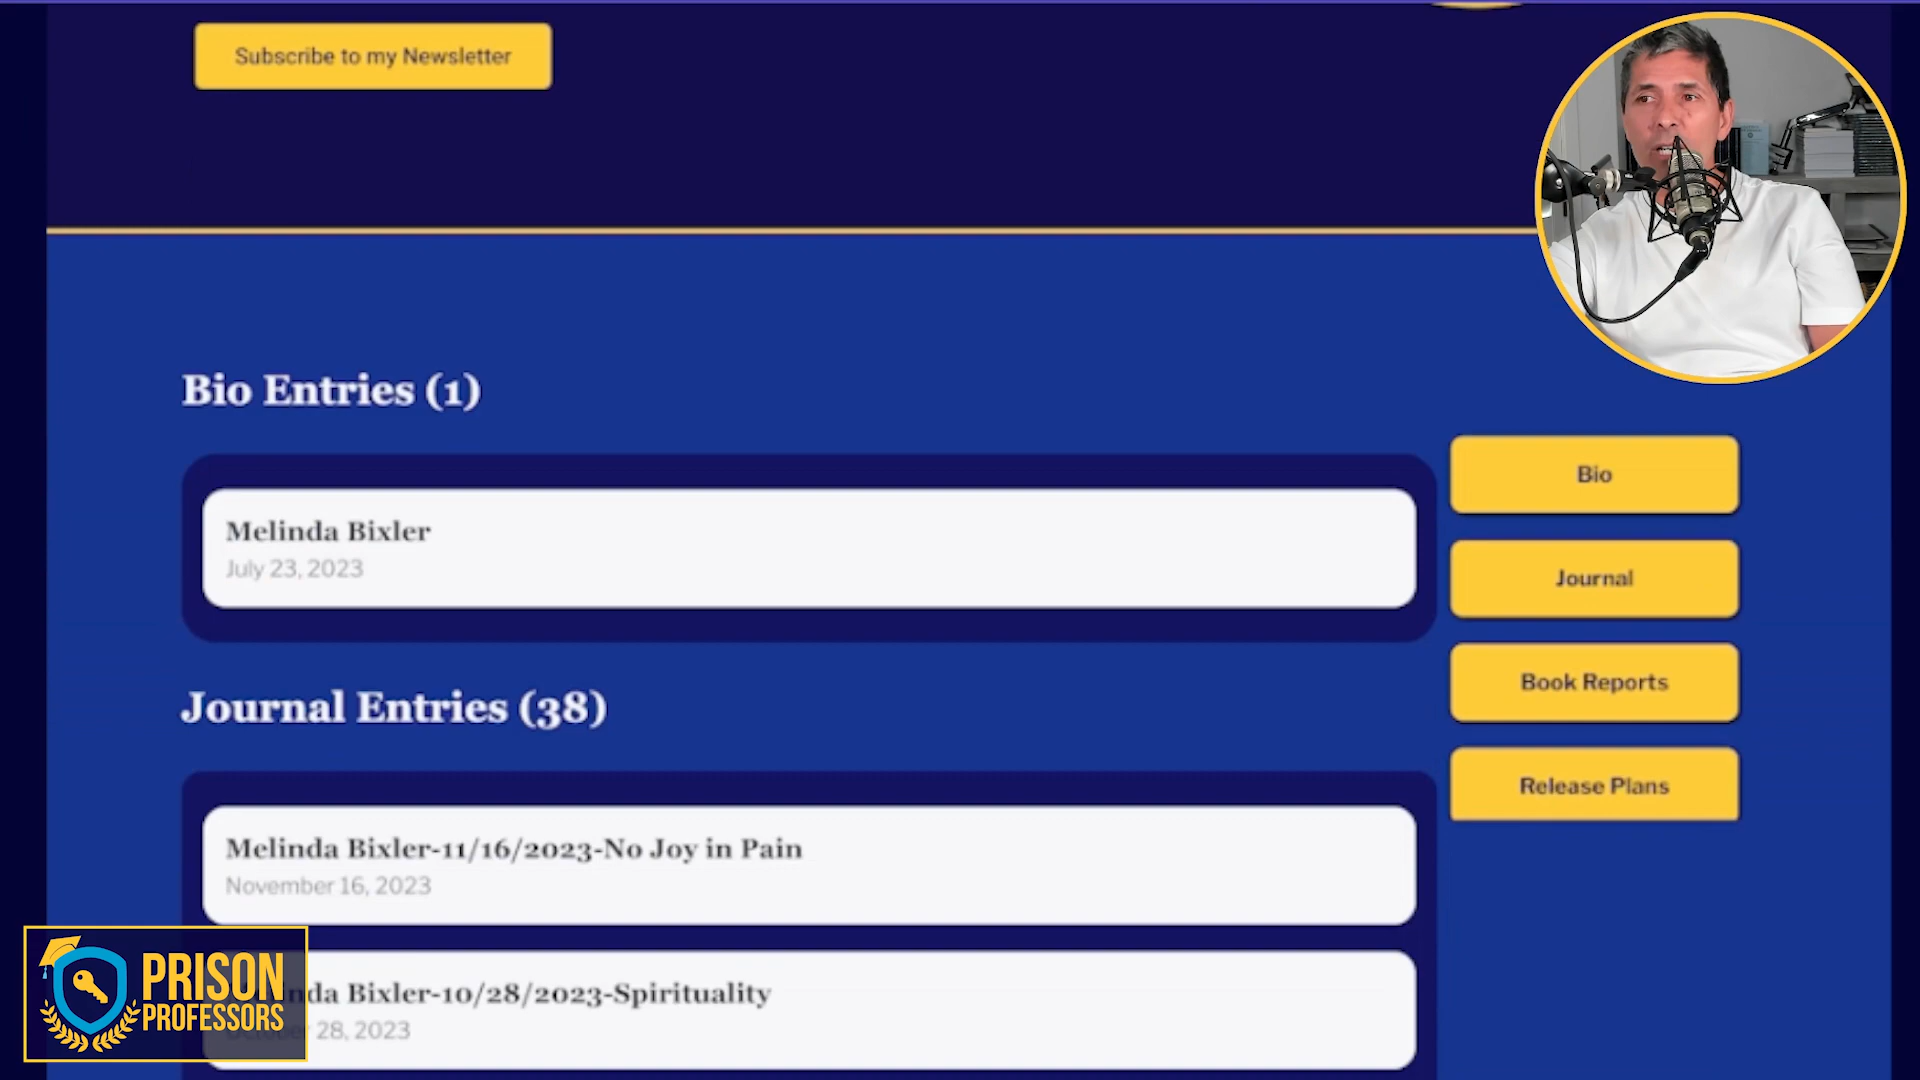 Subscribe to my Newsletter
Bio Entries (1)
Melinda Bixler
July 23, 2023
Bio
Journal
Book Reports
Release Plans
Journal Entries (38)
Melinda Bixler-11/16/2023-No Joy in Pain
November 16, 2023
Bixler-10/28/2023-Spirituality
28, 2023
PRISON
PROFESSORS